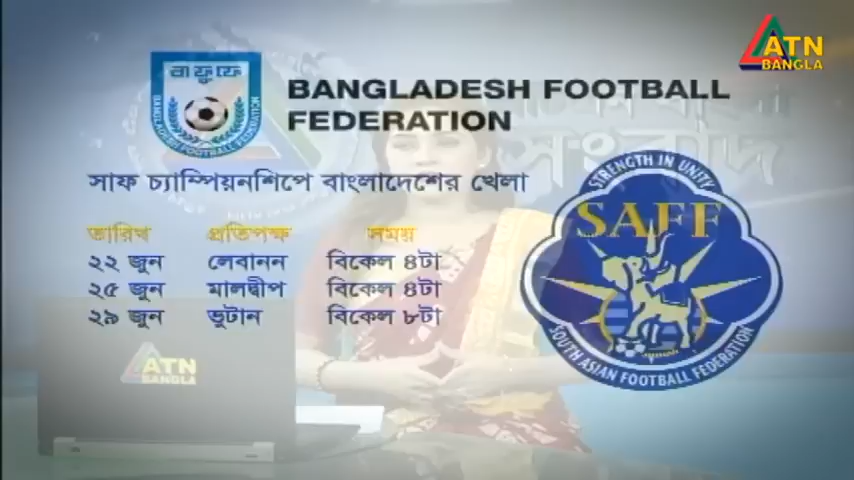 ATN
BANGLA
বাফুফে
BANGLADESH FOOTBALL FEDERATION
BANGLADESH FOOTBALL
FEDERATION
সংবাদ
সাফ চ্যাম্পিয়নশিপে বাংলাদেশের খেলা
তারিখ প্রতিপক্ষ সময়
২২ জুন লেবানন বিকেল ৪টা
২৫ জুন মালদ্বীপ বিকেল ৪টা
২৯ জুন ভুটান বিকেল ৮টা
STRENGTH IN UNITY
SAFF
SOUTH ASIAN FOOTBALL FEDERATION
ATN
BANGLA